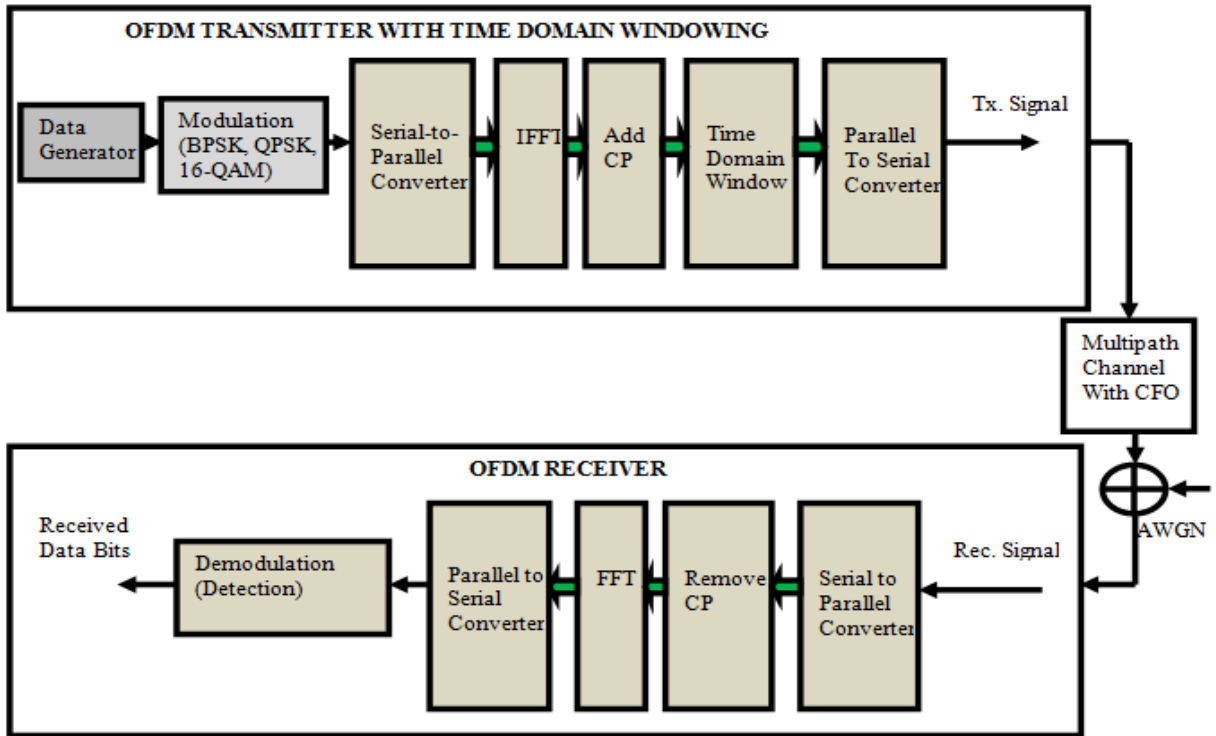 OFDM TRANSMITTER WITH TIME DOMAIN WINDOWING
Data
Generator
Modulation
(BPSK, QPSK,
16-QAM)
Serial-to-
Parallel
Converter
IFFT
Add
CP
Time
Domain
Window
Parallel
To Serial
Converter
Tx. Signal
Multipath
Channel
With CFO
AWGN
OFDM RECEIVER
Rec. Signal
Serial to
Parallel
Converter
Remove
CP
FFT
Parallel to
Serial
Converter
Demodulation
(Detection)
Received
Data Bits